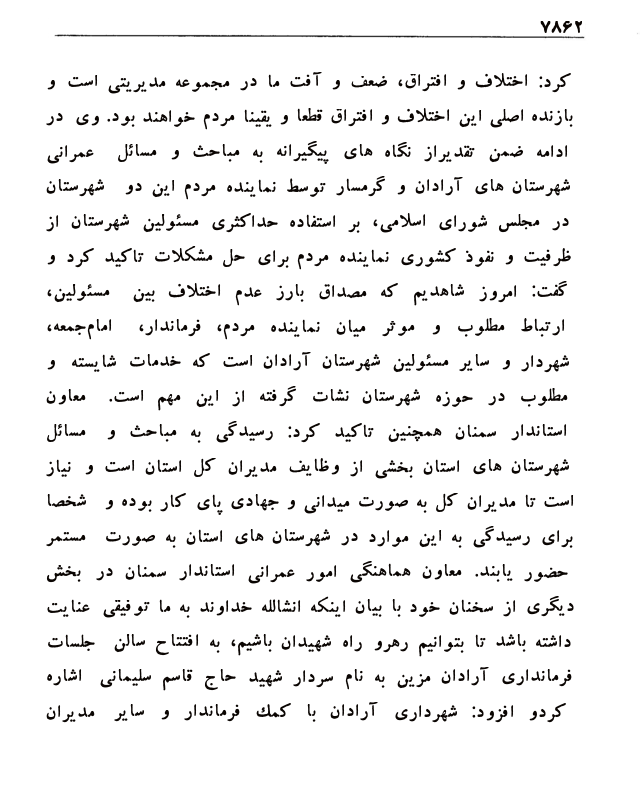 ۷۸۶۲
کرد: اختلاف و افتراق، ضعف و آفت ما در مجموعه مدیریتی است و
بازنده اصلی این اختلاف و افتراق قطعا و یقینا مردم خواهند بود. وی در
ادامه ضمن تقدیراز نگاه های پیگیرانه به مباحث و مسائل عمرانی
شهرستان های آرادان و گرمسار توسط نماینده مردم این دو شهرستان
در مجلس شورای اسلامی، بر استفاده حداکثری مسئولین شهرستان از
ظرفیت و نفوذ کشوری نماینده مردم برای حل مشکلات تاکید کرد و
گفت: امروز شاهدیم که مصداق بارز عدم اختلاف بین مسئولین،
ارتباط مطلوب و موثر میان نماینده مردم، فرماندار، امام‌جمعه،
شهردار و سایر مسئولین شهرستان آرادان است که خدمات شایسته و
مطلوب در حوزه شهرستان نشات گرفته از این مهم است. معاون
استاندار سمنان همچنین تاکید کرد: رسیدگی به مباحث و مسائل
شهرستان های استان بخشی از وظایف مدیران کل استان است و نیاز
است تا مدیران کل به صورت میدانی و جهادی پای کار بوده و شخصا
برای رسیدگی به این موارد در شهرستان های استان به صورت مستمر
حضور یابند. معاون هماهنگی امور عمرانی استاندار سمنان در بخش
دیگری از سخنان خود با بیان اینکه انشالله خداوند به ما توفیقی عنایت
داشته باشد تا بتوانیم رهرو راه شهیدان باشیم، به افتتاح سالن جلسات
فرمانداری آرادان مزین به نام سردار شهید حاج قاسم سلیمانی اشاره
کردو افزود: شهرداری آرادان با کمك فرماندار و سایر مدیران